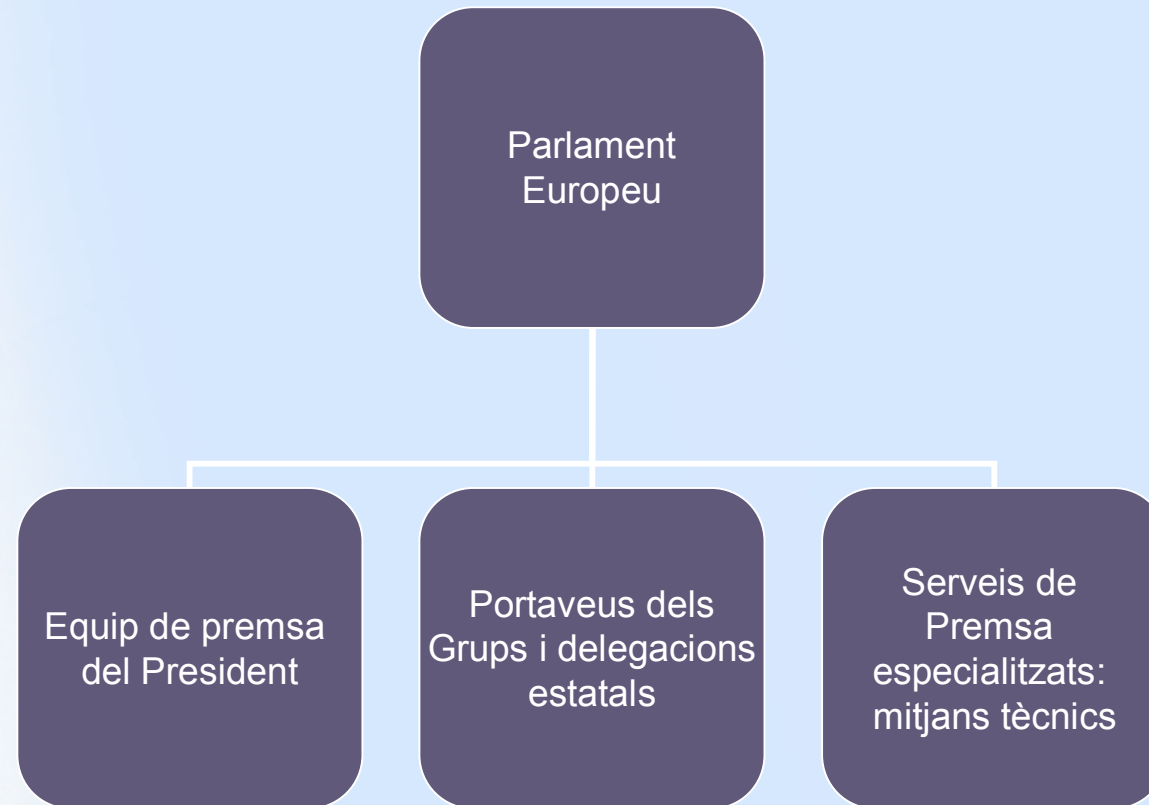 Parlament
Europeu
Equip de premsa
del President
Portaveus dels
Grups i delegacions
estatals
Serveis de
Premsa
especialitzats:
mitjans tècnics